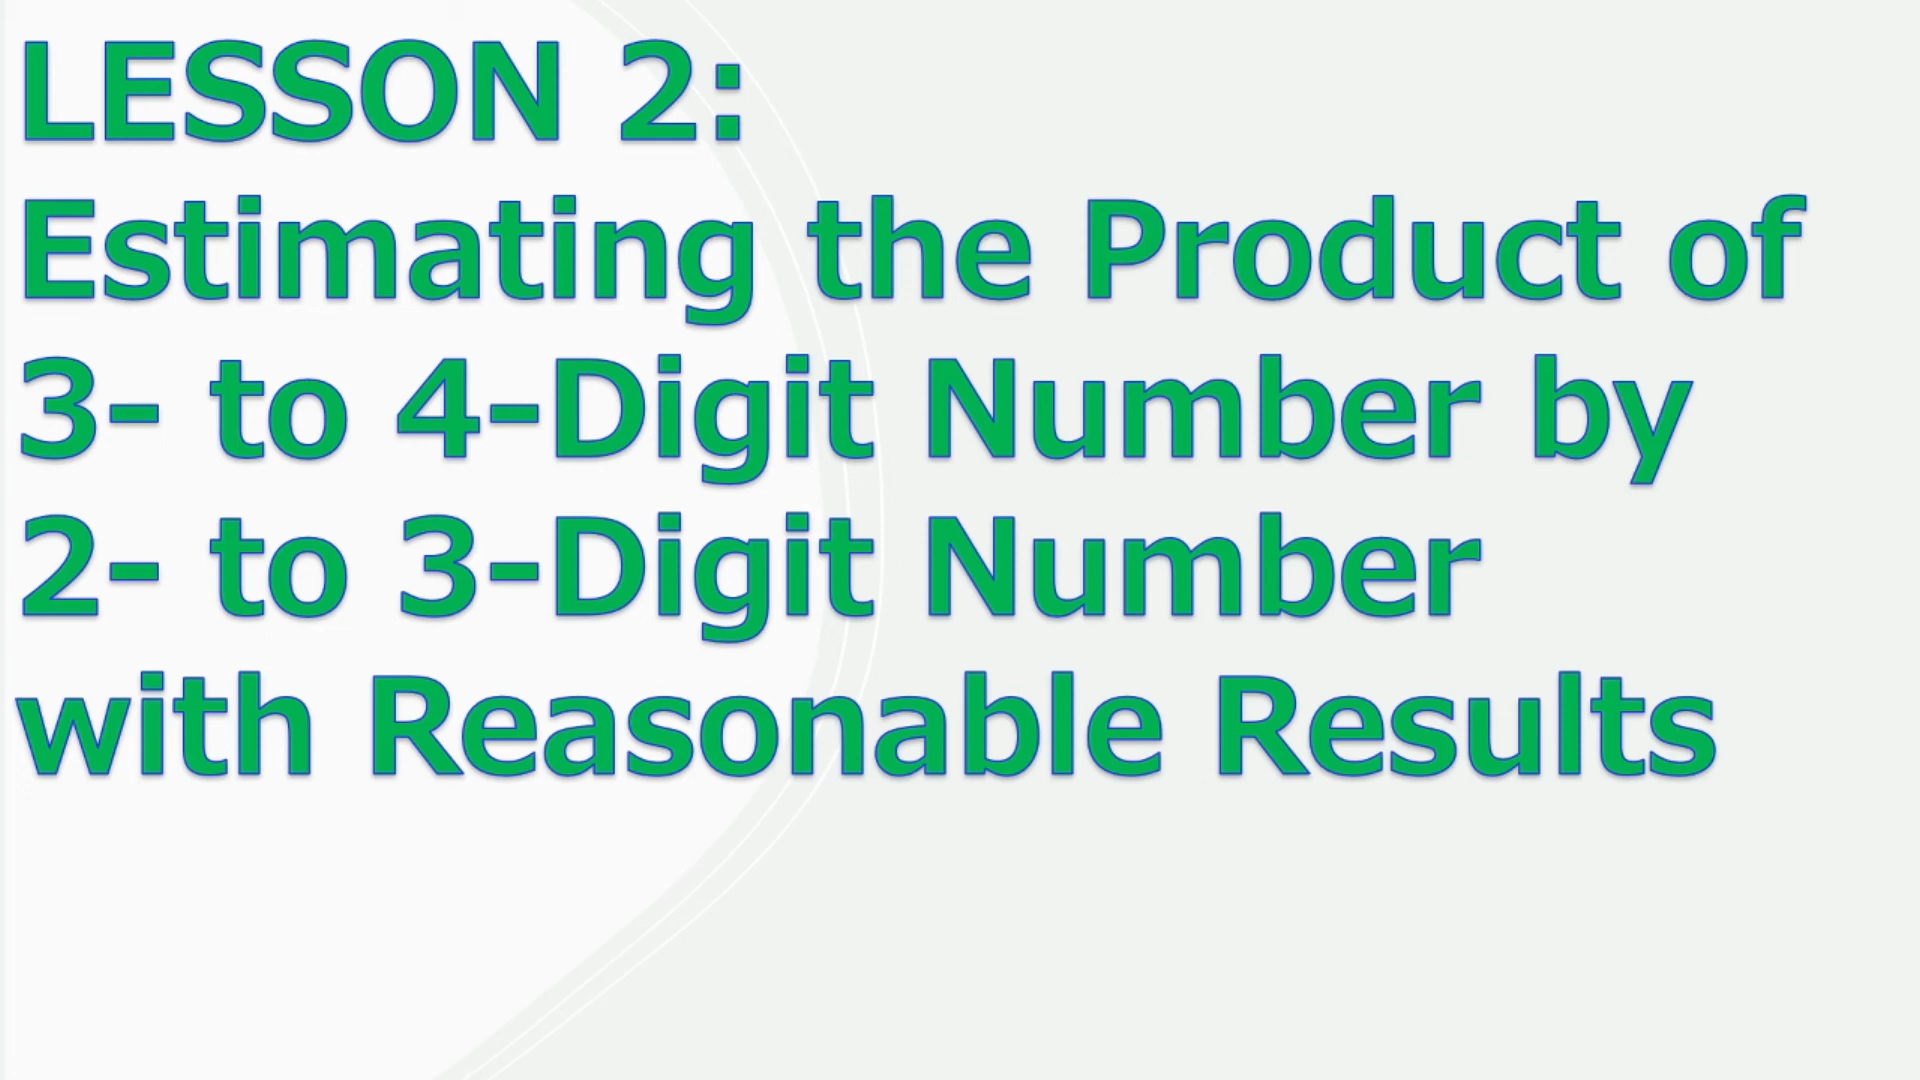 LESSON 2:
Estimating the Product of
3- to 4-Digit Number by
2- to 3-Digit Number
with Reasonable Results